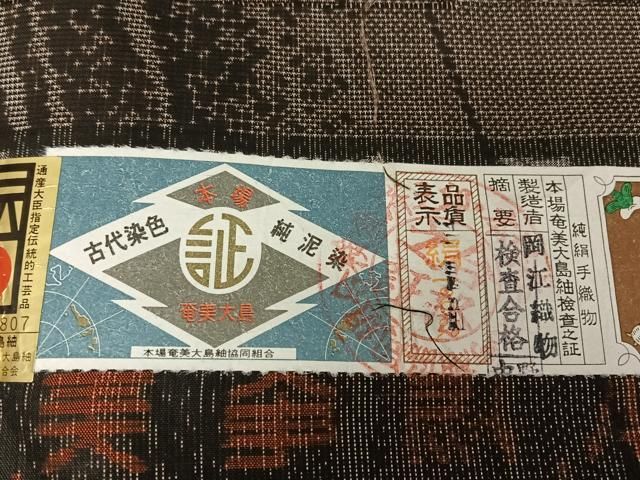 通産大臣指定伝統的工芸品
807
本場
古代染色
純泥染
証
奄美大島
本場奄美大島紬協同組合
品質
表示
絹
純絹手織物
本場奄美大島紬検査之証
製造者 岡江織物
摘要 検査合格